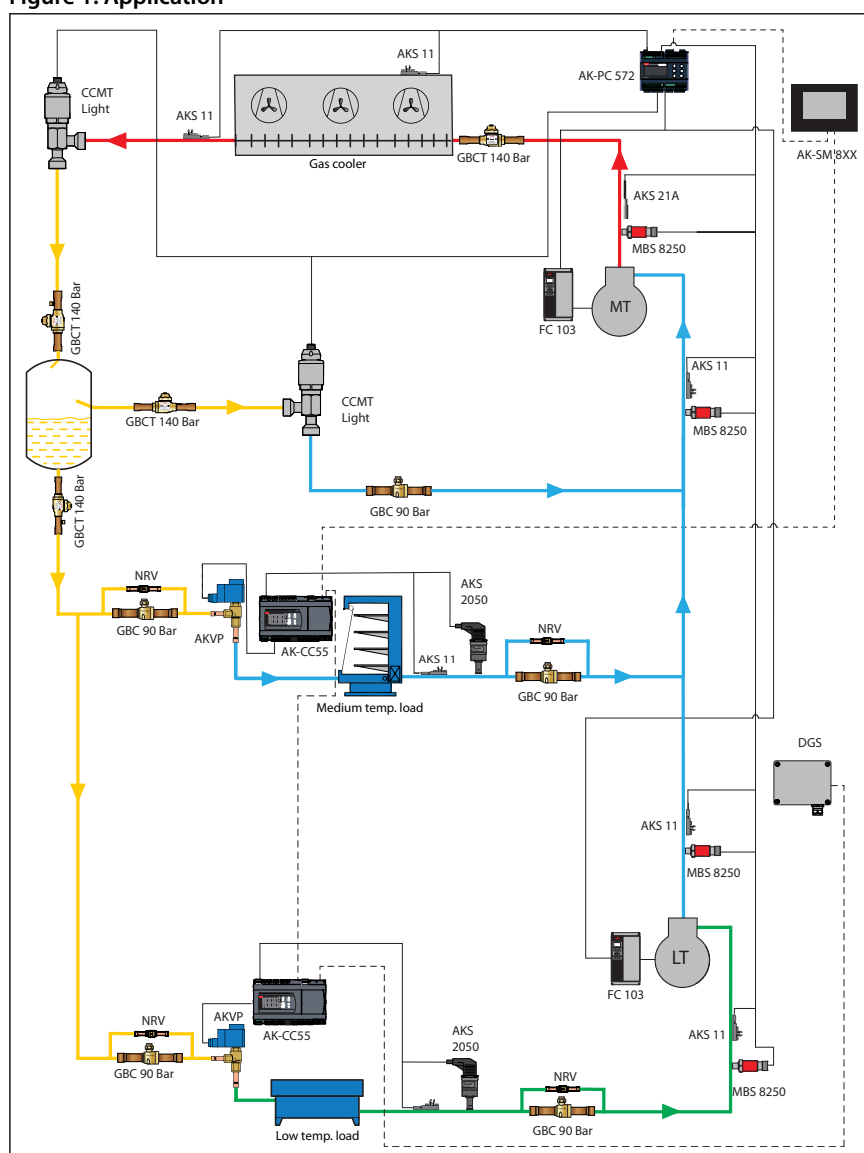 Figure 1: Application
CCMT
Light
AKS 11
AKS 11
AK-PC 572
AK-SM 8XX
Gas cooler
GBCT 140 Bar
AKS 21A
MBS 8250
FC 103
MT
GBCT 140 Bar
AKS 11
MBS 8250
GBCT 140 Bar
CCMT
Light
GBCT 140 Bar
GBC 90 Bar
NRV
GBC 90 Bar
AKVP
AK-CC55
AKS
2050
AKS 11
NRV
GBC 90 Bar
Medium temp. load
DGS
AKS 11
MBS 8250
LT
FC 103
NRV
GBC 90 Bar
AKVP
AK-CC55
AKS
2050
AKS 11
MBS 8250
NRV
GBC 90 Bar
Low temp. load